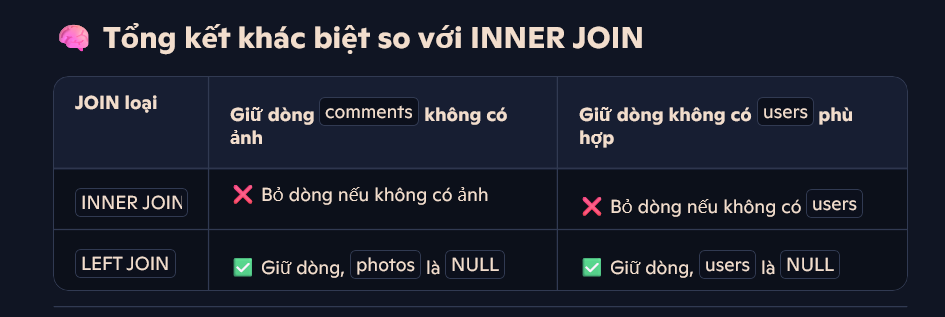 🧠 Tổng kết khác biệt so với INNER JOIN
JOIN loại
Giữ dòng comments không có
ảnh
Giữ dòng không có users phù
hợp
INNER JOIN
❌ Bỏ dòng nếu không có ảnh
❌ Bỏ dòng nếu không có users
LEFT JOIN
✅ Giữ dòng, photos là NULL
✅ Giữ dòng, users là NULL